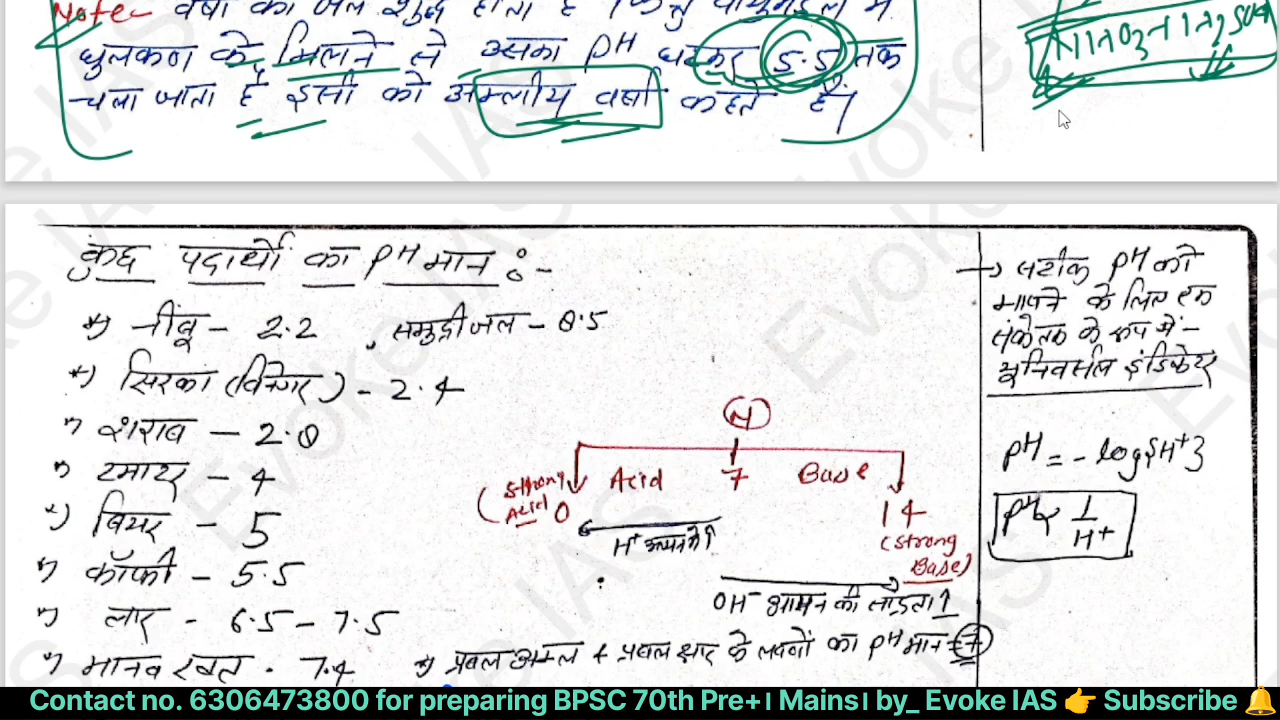 Note- वर्षा का जल शुद्ध होता है किन्तु वायुमंडल में
धुलकण के मिलने से उसका pH घटकर 5.5 तक
चला जाता है इसी को अम्लीय वर्षा कहते हैं।
कुछ पदार्थों का pH मान :-
नींबू - 2.2 समुद्रीजल - 8.5
सिरका (विनेगर) - 2.4
शराब - 2.8
टमाटर - 4
बियर - 5
कॉफी - 5.5
लार - 6.5 - 7.5
मानव रक्त - 7.4
N
(Strong Acid) 0 Acid 7 Base 14 (Strong Base)
H+
OH- आयन की सांद्रता ↑
प्रबल अम्ल + प्रबल क्षार के लवणों का pH मान = 7
→ सटीक pH को
मापने के लिए एक
संकेतक के रूप में -
यूनिवर्सल इंडिकेटर
pH = - log{H+}
pH ∝ 1/H+
Evoke IAS
Contact no. 6306473800 for preparing BPSC 70th Pre+। Mains। by_ Evoke IAS 👉 Subscribe 🔔